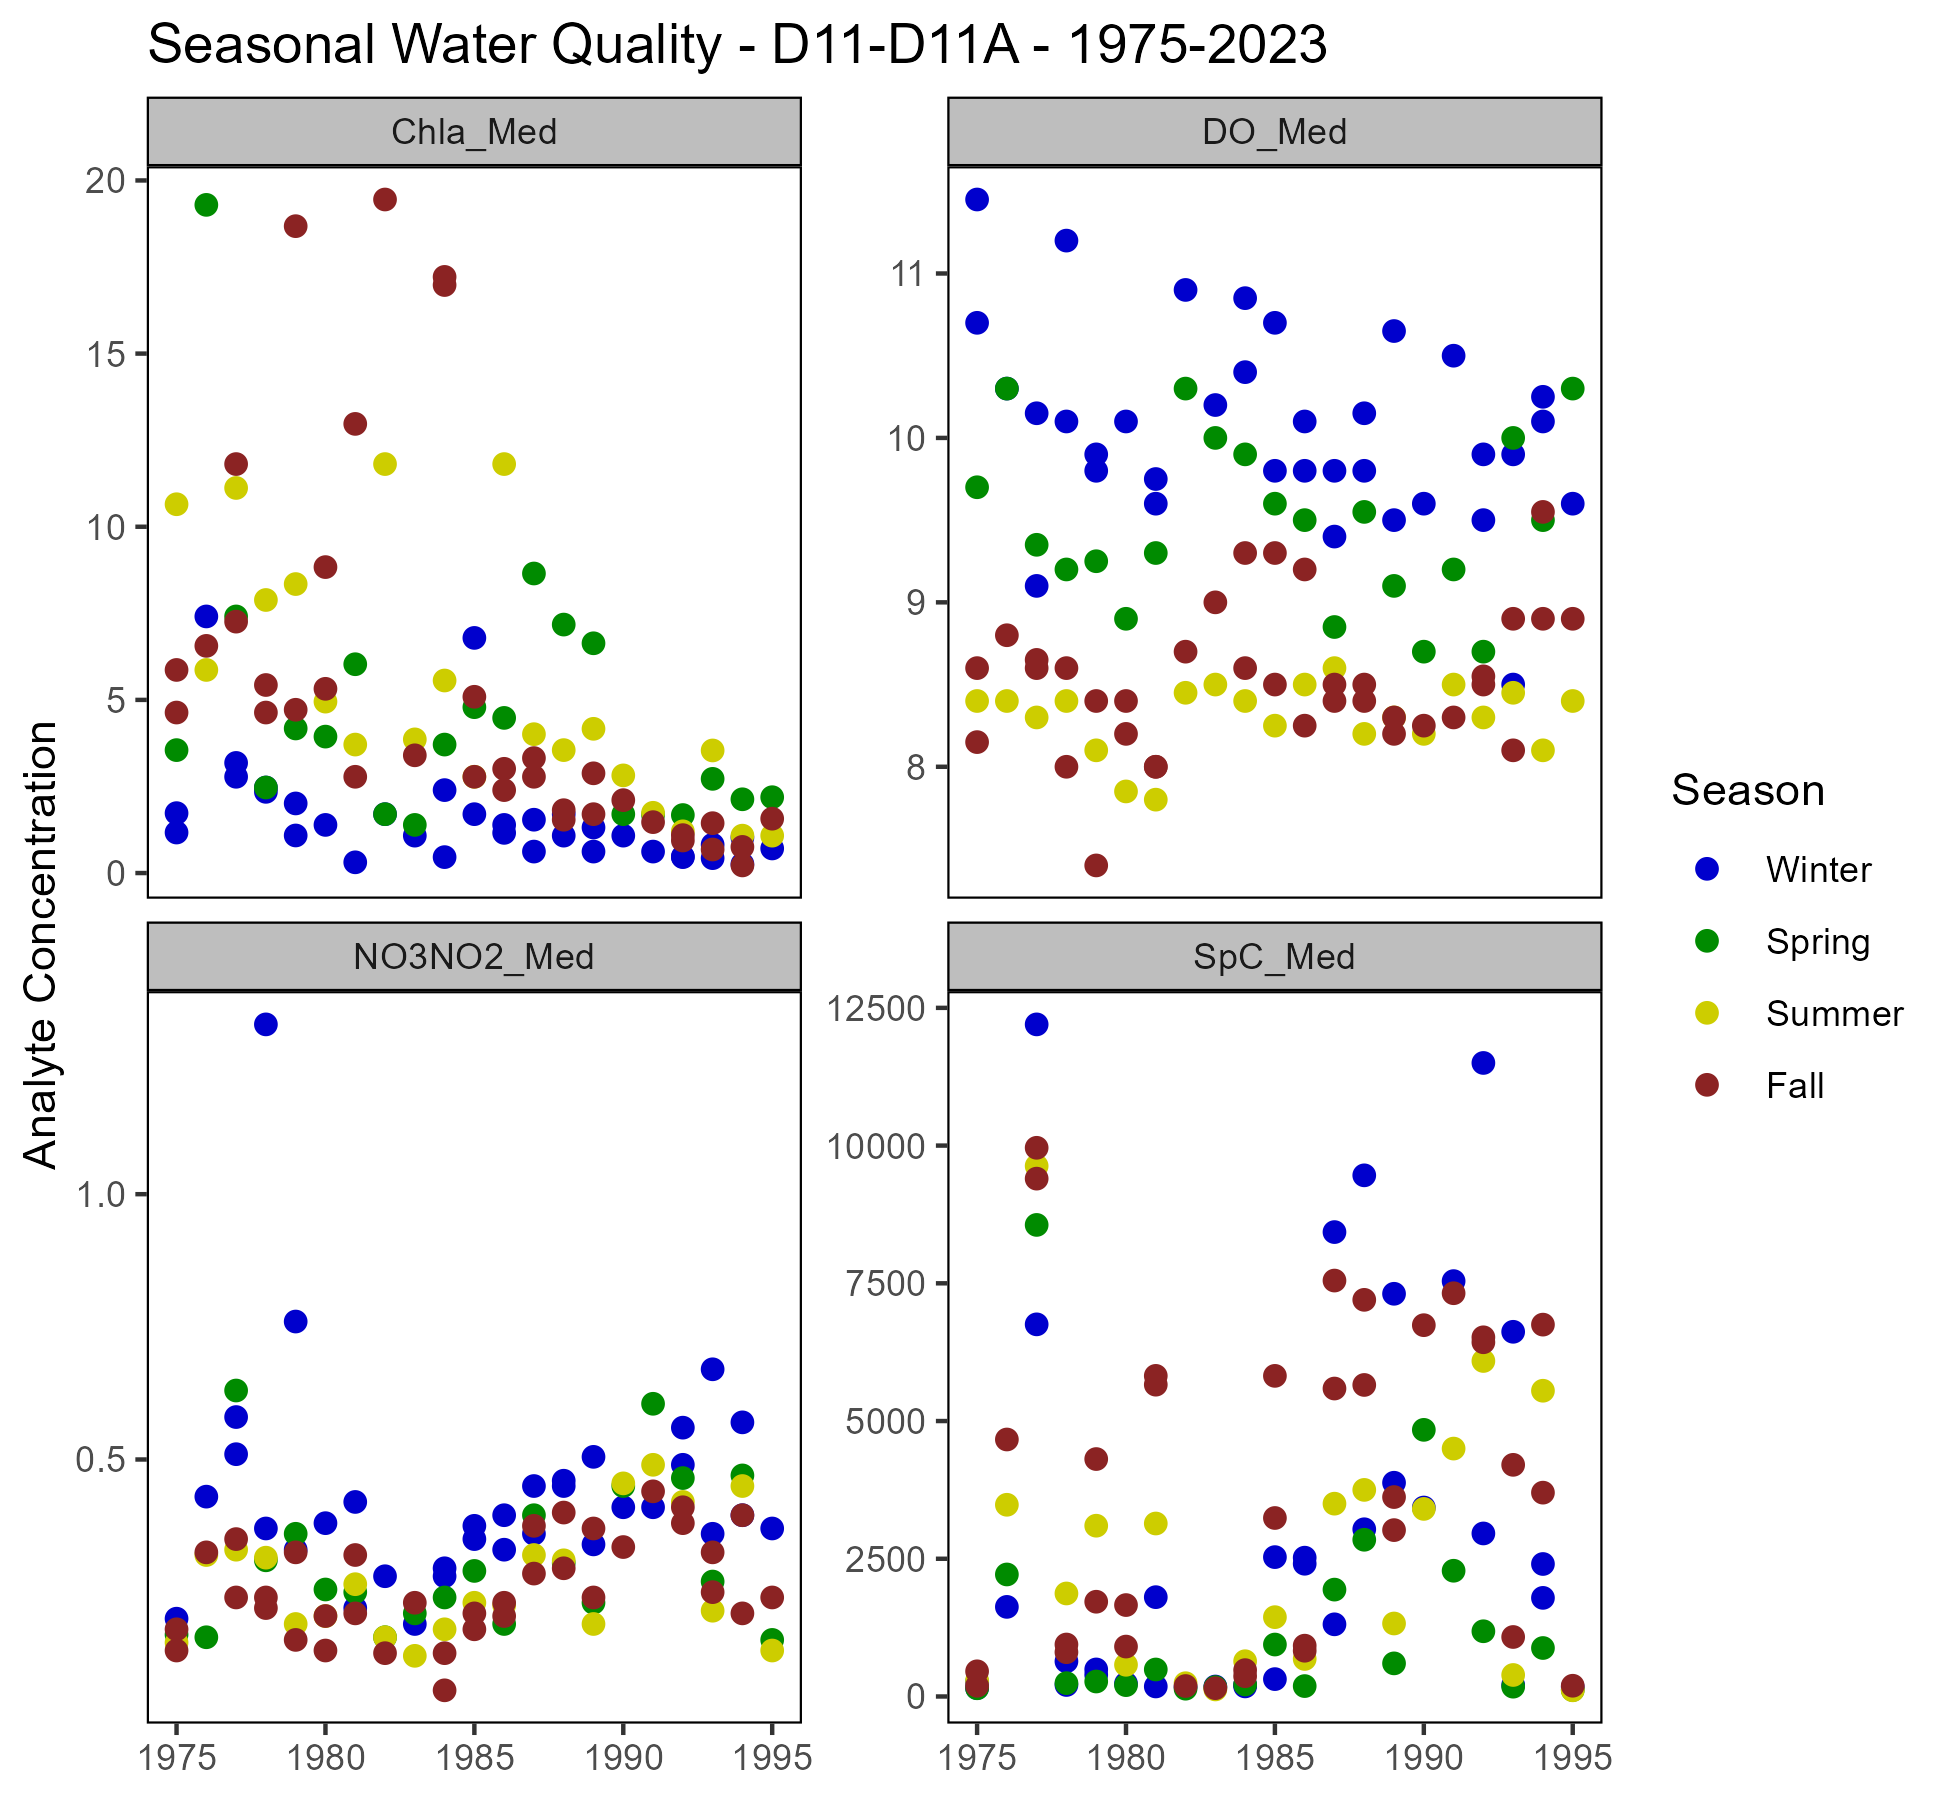 Seasonal Water Quality - D11-D11A - 1975-2023
Chla_Med
DO_Med
20
15
10
5
0
11
10
9
8
Analyte Concentration
NO3NO2_Med
SpC_Med
1.0
0.5
12500
10000
7500
5000
2500
0
1975 1980 1985 1990 1995
1975 1980 1985 1990 1995
Season
Winter
Spring
Summer
Fall